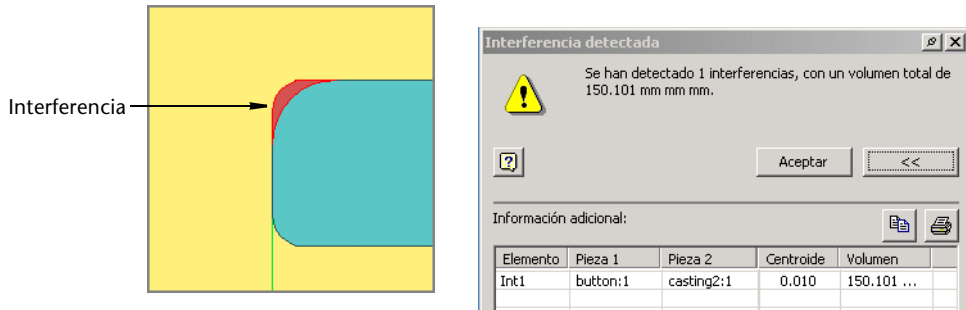 Interferencia
Interferencia detectada
Se han detectado 1 interferencias, con un volumen total de
150.101 mm mm mm.
Aceptar
<<
Información adicional:
Elemento Pieza 1 Pieza 2 Centroide Volumen
Int1 button:1 casting2:1 0.010 150.101 ...